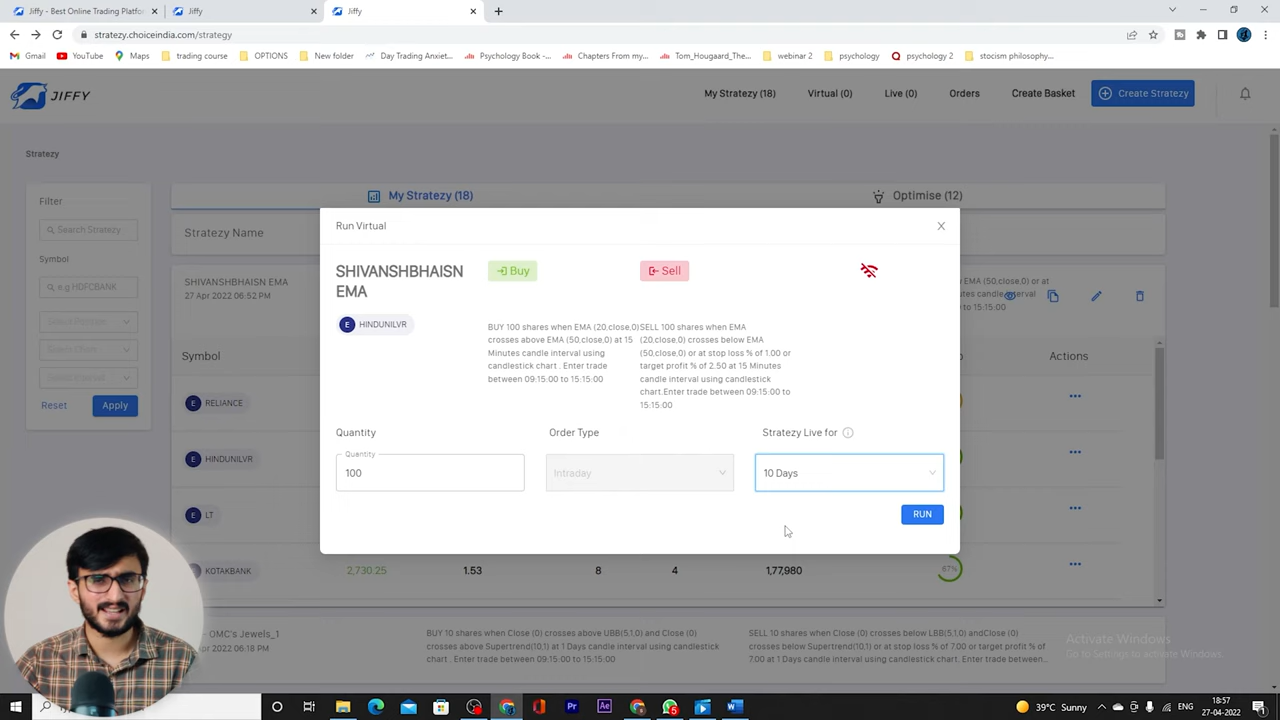 Jiffy - Best Online Trading Platfo
Jiffy
Jiffy
stratezy.choiceindia.com/strategy
Gmail
YouTube
Maps
trading course
OPTIONS
New folder
Day Trading Anxiet...
Psychology Book -...
Chapters From my...
Tom_Hougaard_The...
webinar 2
psychology
psychology 2
stocism philosophy...
JIFFY
My Stratezy (18)
Virtual (0)
Live (0)
Orders
Create Basket
Create Stratezy
Stratezy
Filter
Search Stratezy
Symbol
e.g HDFCBANK
Reset
Apply
My Stratezy (18)
Optimise (12)
Stratezy Name
SHIVANSHBHAISN EMA
27 Apr 2022 06:52 PM
EMA (50,close,0) or at
to 15:15:00
Symbol
Actions
RELIANCE
HINDUNILVR
LT
KOTAKBANK
2,730.25
1.53
8
4
1,77,980
67%
Run Virtual
SHIVANSHBHAISN
EMA
Buy
Sell
E
HINDUNILVR
BUY 100 shares when EMA (20,close,0)
crosses above EMA (50,close,0) at 15
Minutes candle interval using
candlestick chart . Enter trade
between 09:15:00 to 15:15:00
SELL 100 shares when EMA
(20,close,0) crosses below EMA
(50,close,0) or at stop loss % of 1.00 or
target profit % of 2.50 at 15 Minutes
candle interval using candlestick
chart.Enter trade between 09:15:00 to
15:15:00
Quantity
Order Type
Stratezy Live for
Quantity
100
Intraday
10 Days
RUN
OMC's Jewels_1
2022 06:18 PM
BUY 10 shares when Close (0) crosses above UBB(5,1,0) and Close (0)
crosses above Supertrend(10,1) at 1 Days candle interval using candlestick
chart . Enter trade between 09:15:00 to 15:15:00
SELL 10 shares when Close (0) crosses below LBB(5,1,0) andClose (0)
crosses below Supertrend(10,1) or at stop loss % of 7.00 or target profit % of
7.00 at 1 Days candle interval using candlestick chart. Enter trade between...
Activate Windows
Go to Settings to activate Windows.
39°C Sunny
ENG
18:57
27-04-2022